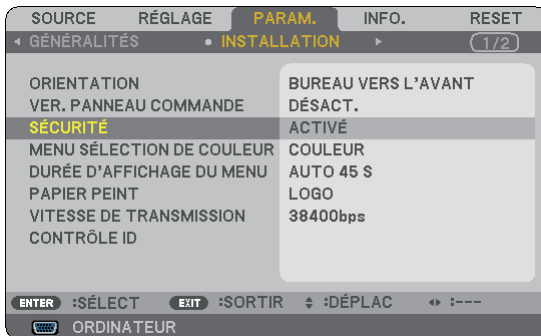 SOURCE RÉGLAGE PARAM. INFO. RESET
GÉNÉRALITÉS • INSTALLATION 1/2
ORIENTATION BUREAU VERS L'AVANT
VER. PANNEAU COMMANDE DÉSACT.
SÉCURITÉ ACTIVÉ
MENU SÉLECTION DE COULEUR COULEUR
DURÉE D'AFFICHAGE DU MENU AUTO 45 S
PAPIER PEINT LOGO
VITESSE DE TRANSMISSION 38400bps
CONTRÔLE ID
ENTER :SÉLECT EXIT :SORTIR :DÉPLAC :---
ORDINATEUR